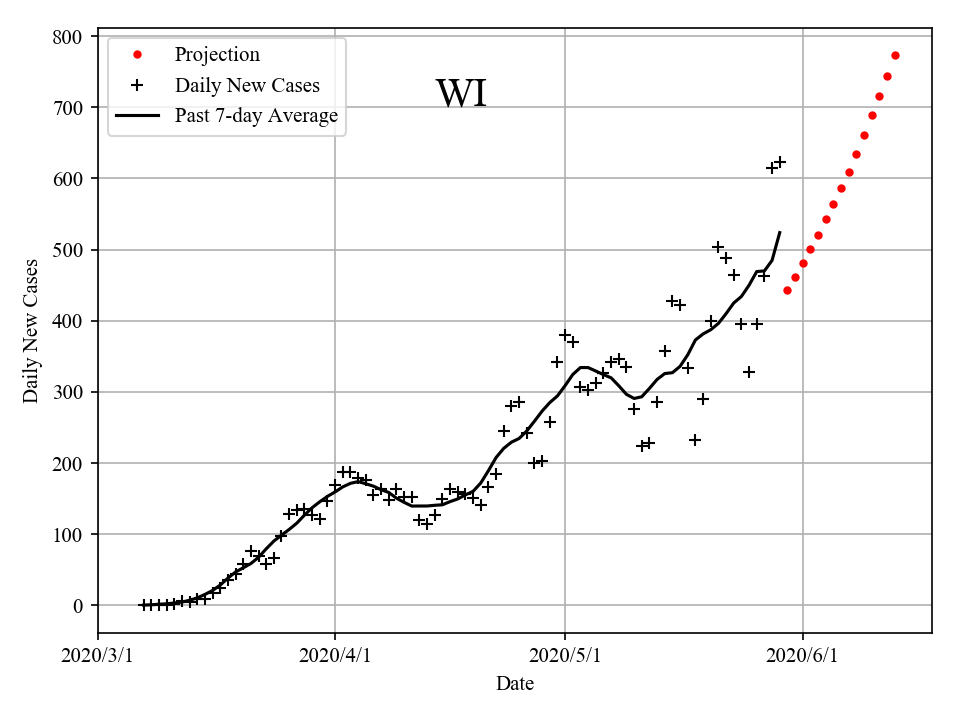 WI
Projection
Daily New Cases
Past 7-day Average
800
700
600
500
400
300
200
100
0
Daily New Cases
2020/3/1
2020/4/1
2020/5/1
2020/6/1
Date